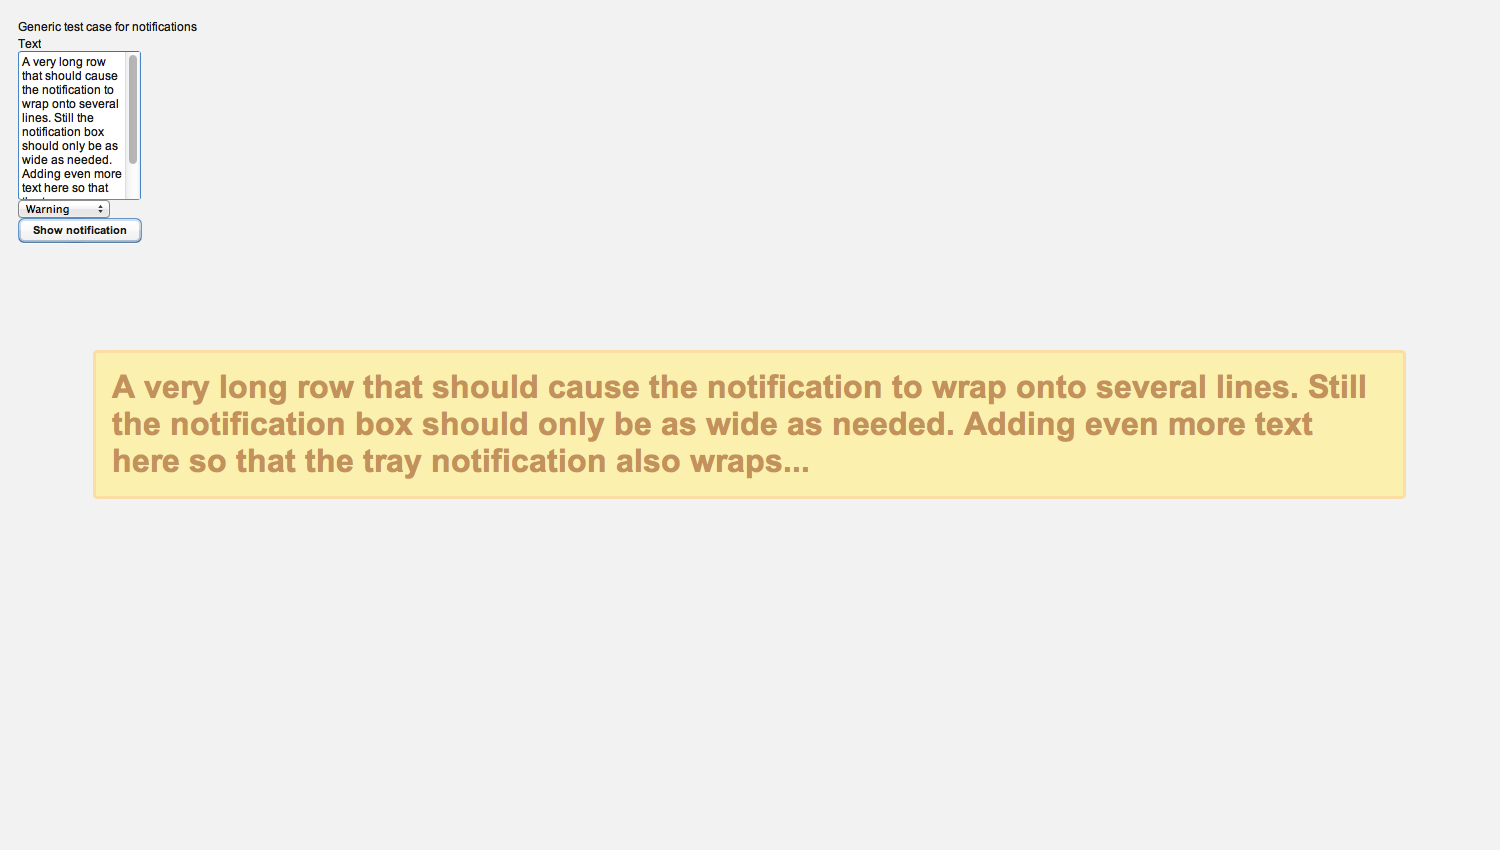 Generic test case for notifications
Text
A very long row
that should cause
the notification to
wrap onto several
lines. Still the
notification box
should only be as
wide as needed.
Adding even more
text here so that
Warning
Show notification
A very long row that should cause the notification to wrap onto several lines. Still
the notification box should only be as wide as needed. Adding even more text
here so that the tray notification also wraps...